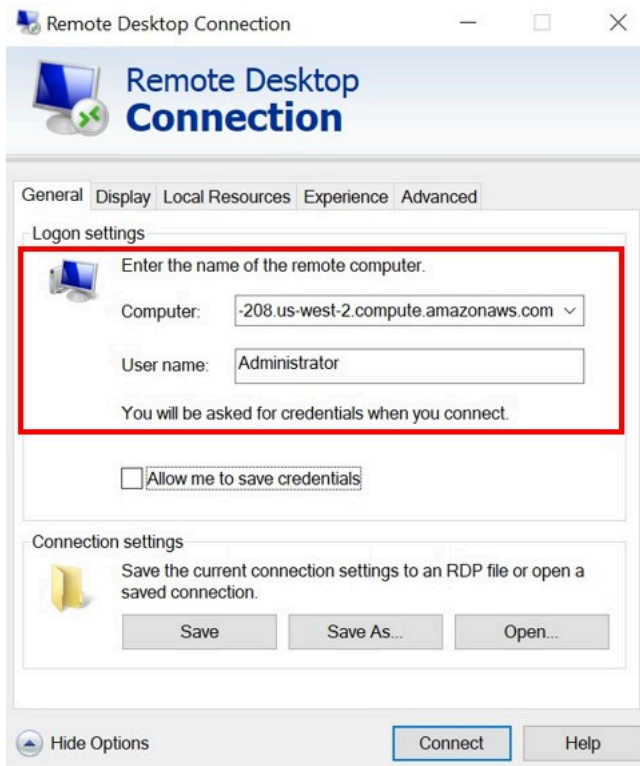 Remote Desktop Connection
Remote Desktop
Connection
General Display Local Resources Experience Advanced
Logon settings
Enter the name of the remote computer.
Computer: -208.us-west-2.compute.amazonaws.com
User name: Administrator
You will be asked for credentials when you connect.
Allow me to save credentials
Connection settings
Save the current connection settings to an RDP file or open a
saved connection.
Save Save As... Open...
Hide Options Connect Help